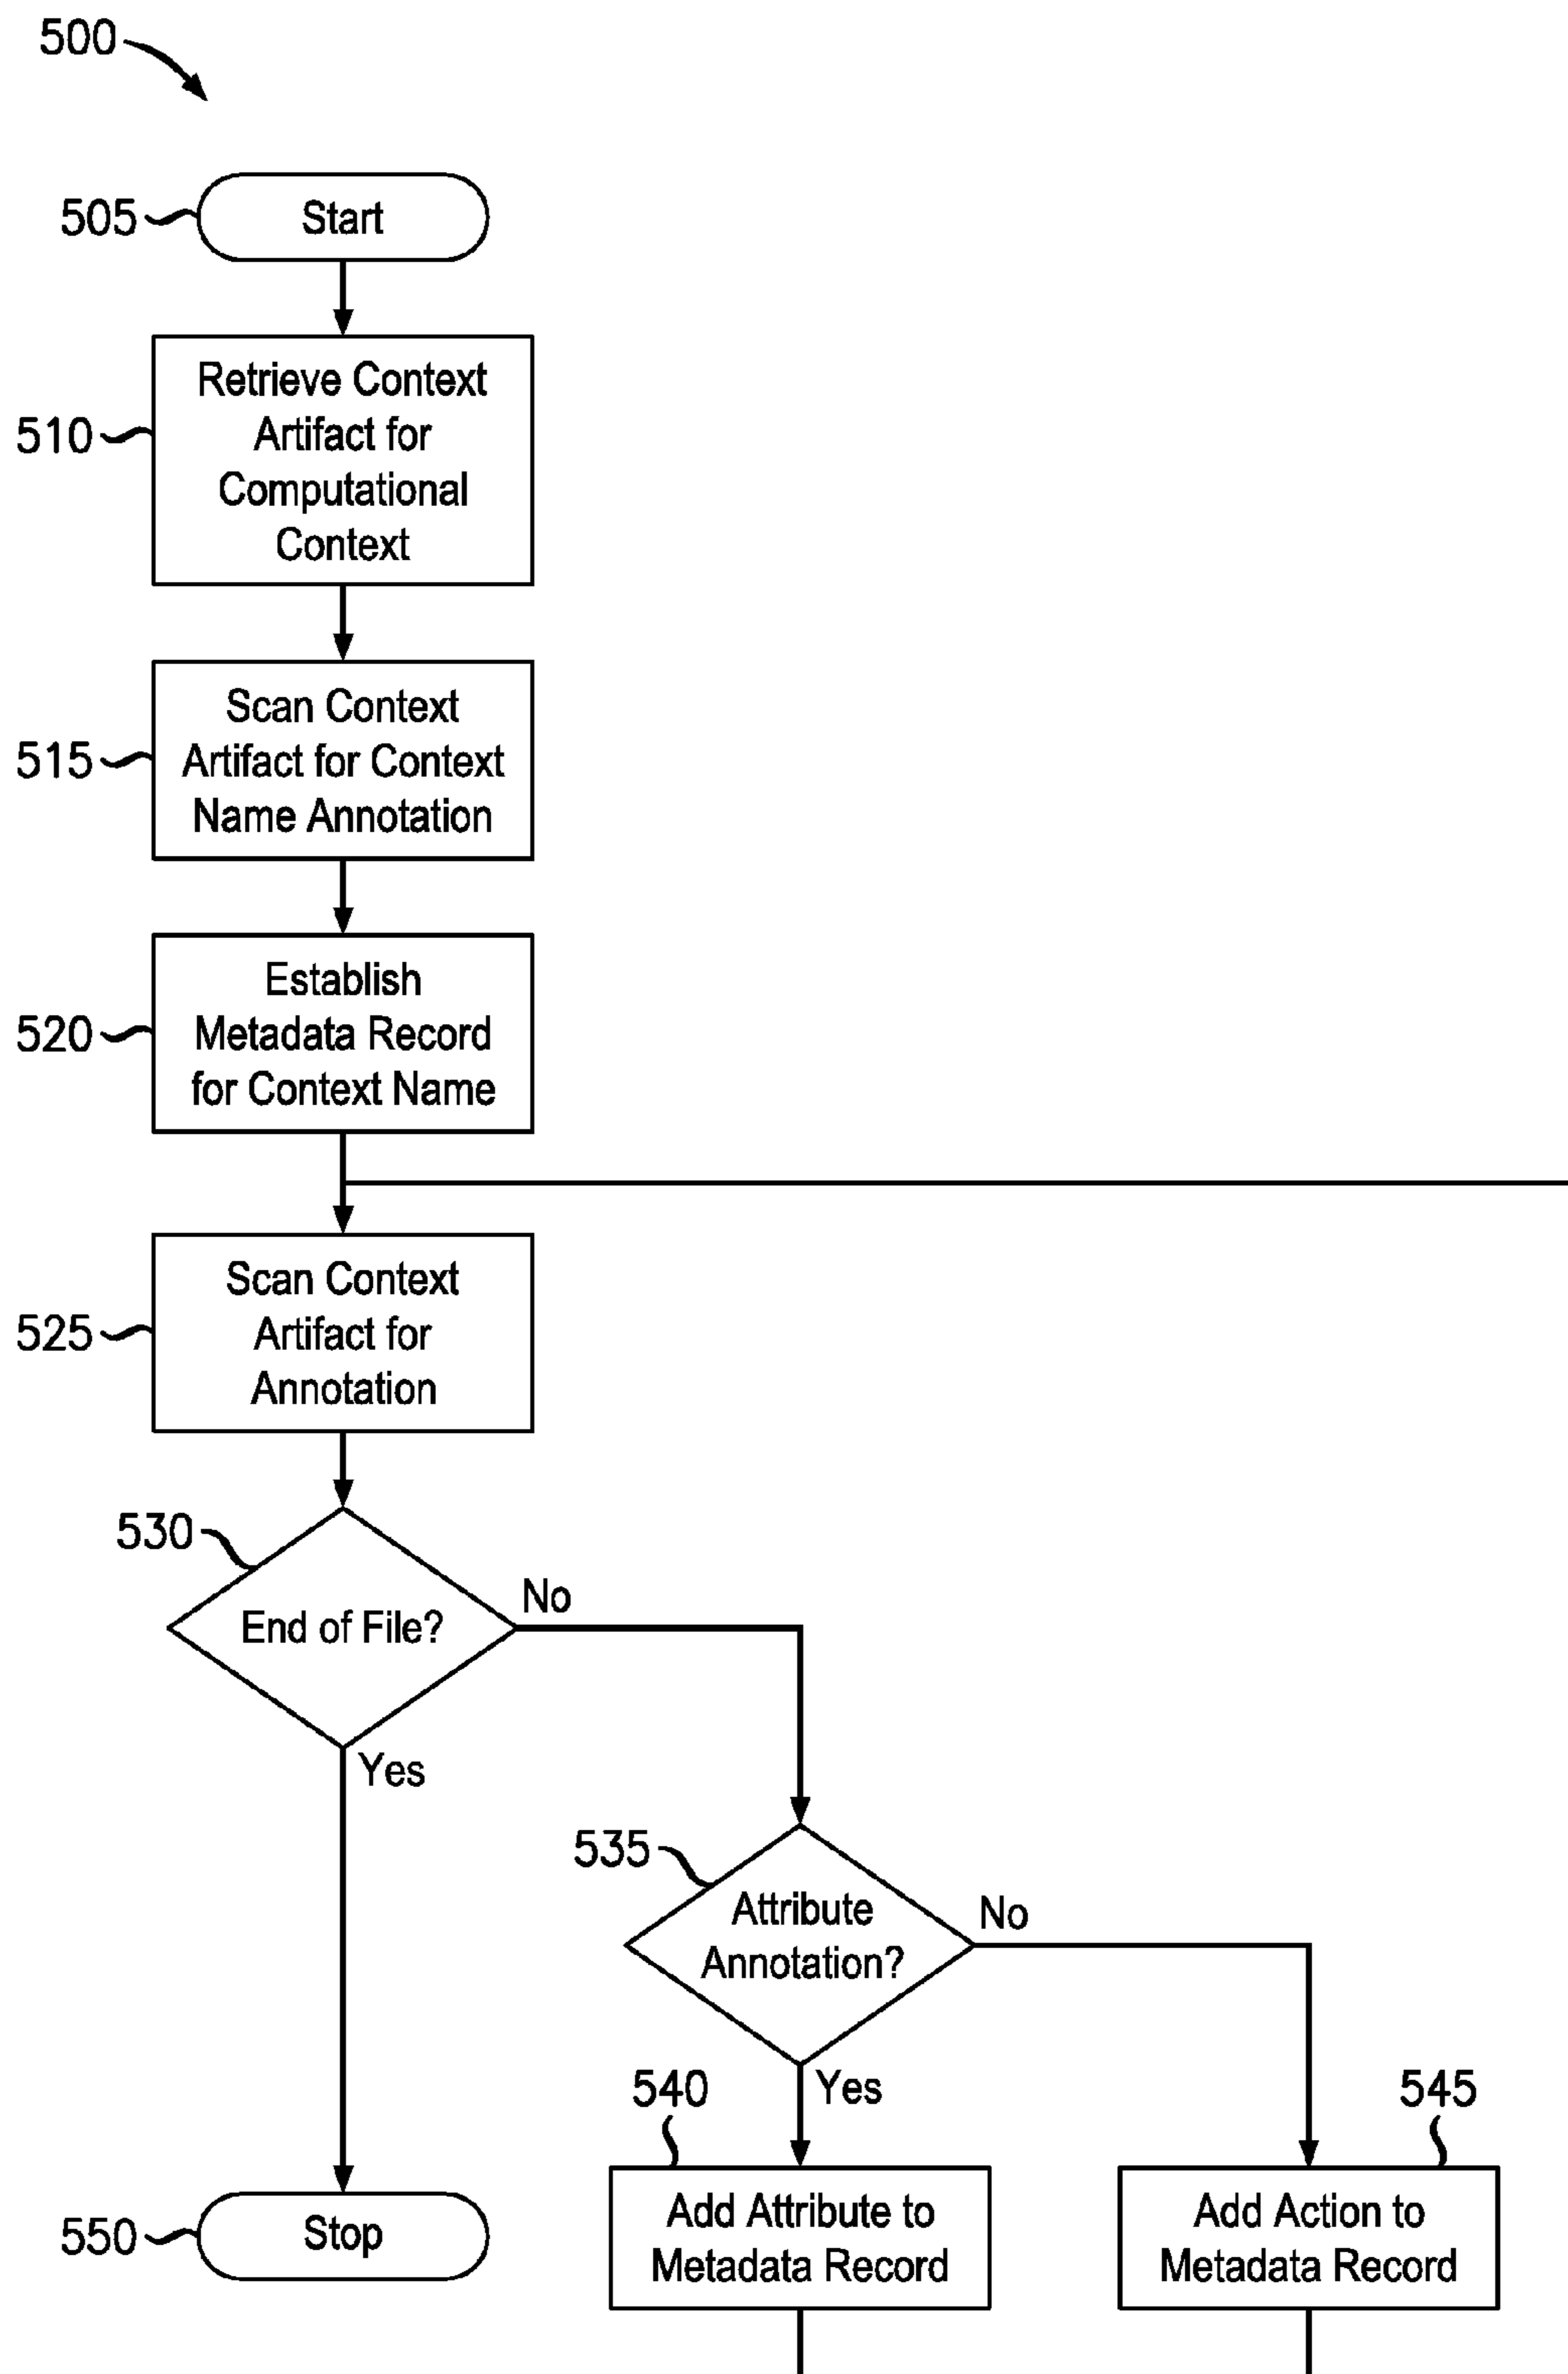 500
505
Start
510
Retrieve Context
Artifact for
Computational
Context
515
Scan Context
Artifact for Context
Name Annotation
520
Establish
Metadata Record
for Context Name
525
Scan Context
Artifact for
Annotation
530
End of File?
No
Yes
535
Attribute
Annotation?
No
Yes
540
Add Attribute to
Metadata Record
545
Add Action to
Metadata Record
550
Stop